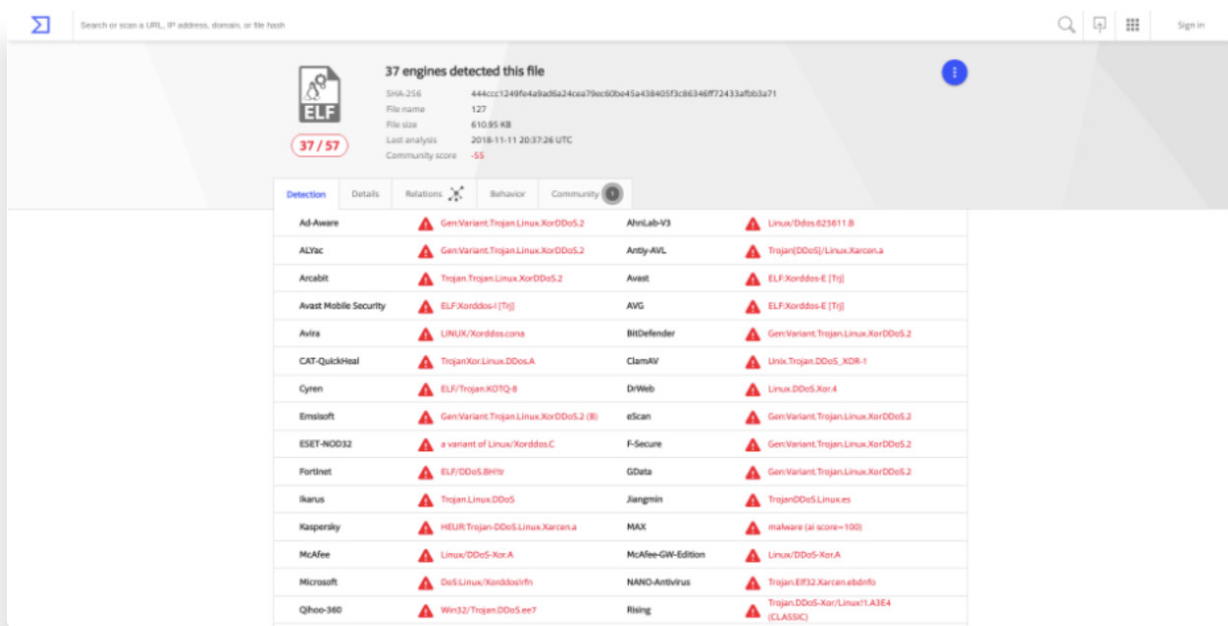 Search or scan a URL, IP address, domain, or file hash
Sign in
37 engines detected this file
SHA-256 444ccc1249fe4a9ad6a24cea79ec60be45a438405f3c86346ff72433afbb3a71
File name 127
File size 610.95 KB
Last analysis 2018-11-11 20:37:26 UTC
Community score -55
ELF
37 / 57
Detection Details Relations Behavior Community 1
Ad-Aware Gen:Variant.Trojan.Linux.XorDDoS.2 AhnLab-V3 Linux/Ddos.625611.B
ALYac Gen:Variant.Trojan.Linux.XorDDoS.2 Antiy-AVL Trojan[DDoS]/Linux.Xarcen.a
Arcabit Trojan.Trojan.Linux.XorDDoS.2 Avast ELF:Xorddos-E [Trj]
Avast Mobile Security ELF:Xorddos-I [Trj] AVG ELF:Xorddos-E [Trj]
Avira LINUX/Xorddos.cona BitDefender Gen:Variant.Trojan.Linux.XorDDoS.2
CAT-QuickHeal TrojanXor.Linux.DDos.A ClamAV Unix.Trojan.DDoS_XOR-1
Cyren ELF/Trojan.KOTQ-8 DrWeb Linux.DDoS.Xor.4
Emsisoft Gen:Variant.Trojan.Linux.XorDDoS.2 (B) eScan Gen:Variant.Trojan.Linux.XorDDoS.2
ESET-NOD32 a variant of Linux/Xorddos.C F-Secure Gen:Variant.Trojan.Linux.XorDDoS.2
Fortinet ELF/DDoS.BH!tr GData Gen:Variant.Trojan.Linux.XorDDoS.2
Ikarus Trojan.Linux.DDoS Jiangmin TrojanDDoS.Linux.es
Kaspersky HEUR:Trojan-DDoS.Linux.Xarcen.a MAX malware (ai score=100)
McAfee Linux/DDoS-Xor.A McAfee-GW-Edition Linux/DDoS-Xor.A
Microsoft DoS:Linux/Xorddos!rfn NANO-Antivirus Trojan.Elf32.Xarcen.ebdnfo
Qihoo-360 Win32/Trojan.DDoS.ee7 Rising Trojan.DDoS-Xor/Linux!1.A3E4
(CLASSIC)